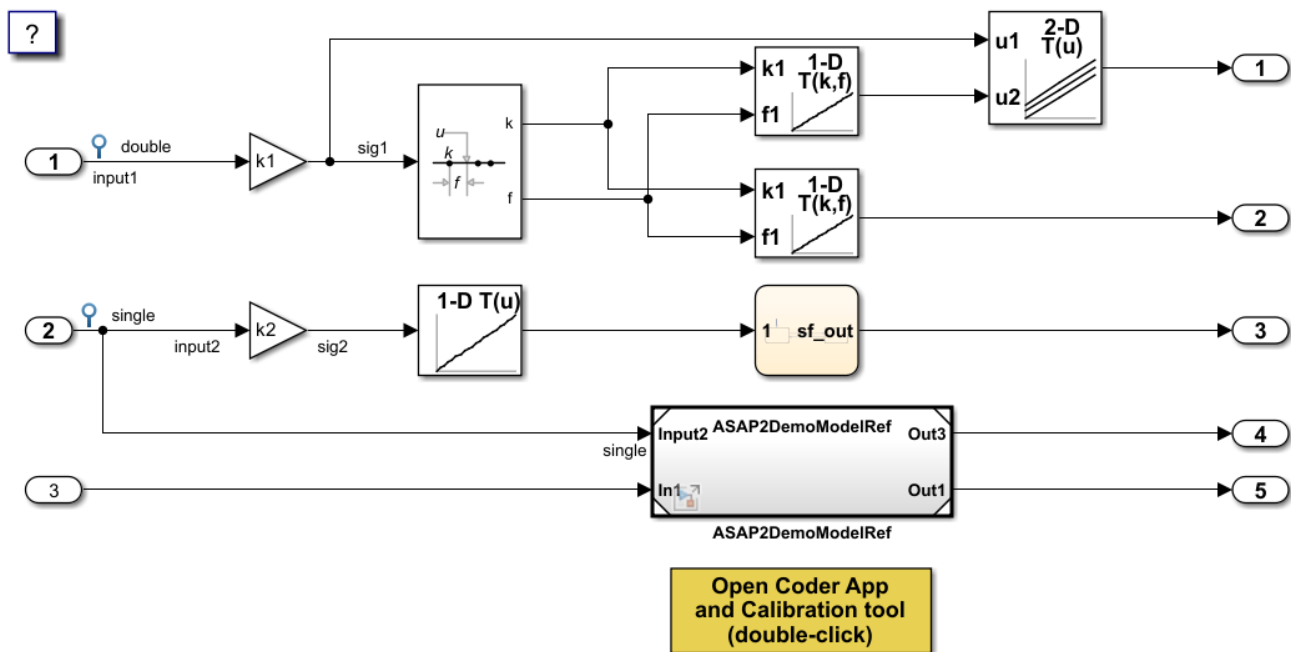 ?
2-D
T(u)
u1
u2
1
1-D
T(k,f)
k1
f1
k
u
k
f
f
1
double
input1
k1
sig1
1-D
T(k,f)
k1
f1
2
2
single
input2
k2
sig2
1-D T(u)
1
sf_out
3
single
Input2
ASAP2DemoModelRef
Out3
4
3
In1
Out1
5
ASAP2DemoModelRef
Open Coder App
and Calibration tool
(double-click)